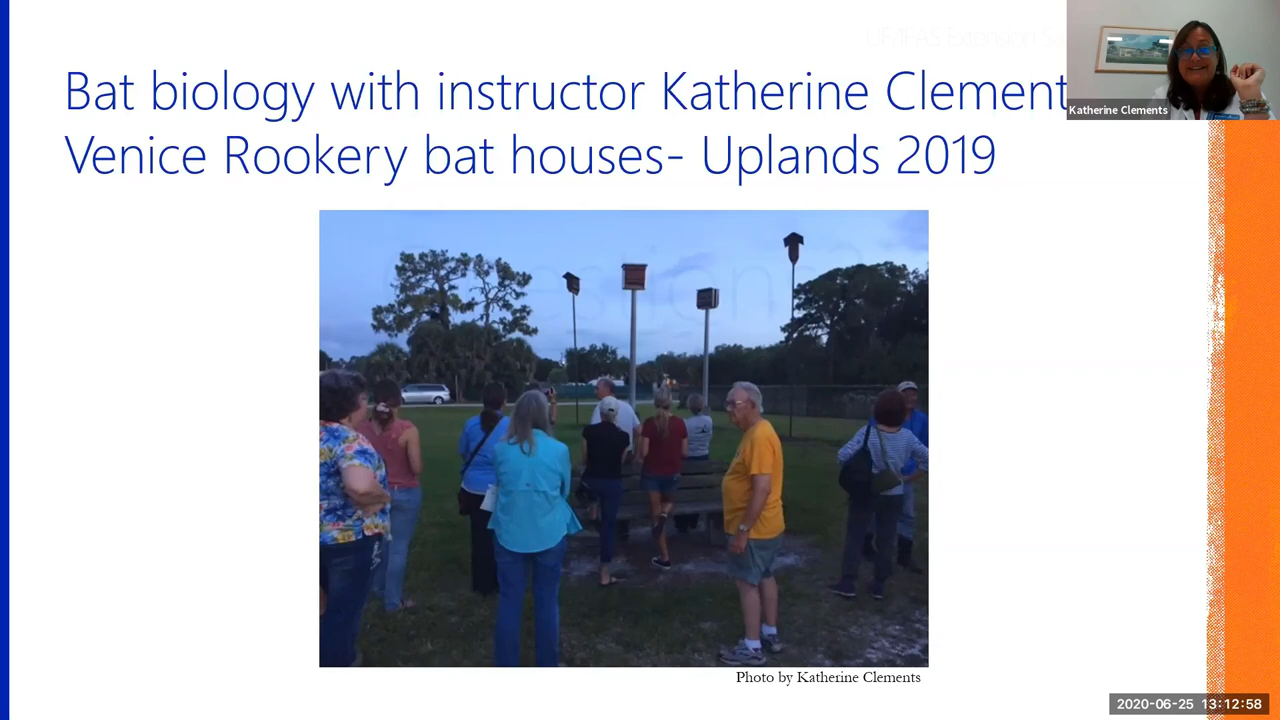 Bat biology with instructor Katherine Clement
Venice Rookery bat houses- Uplands 2019
Katherine Clements
Photo by Katherine Clements
2020-06-25 13:12:58